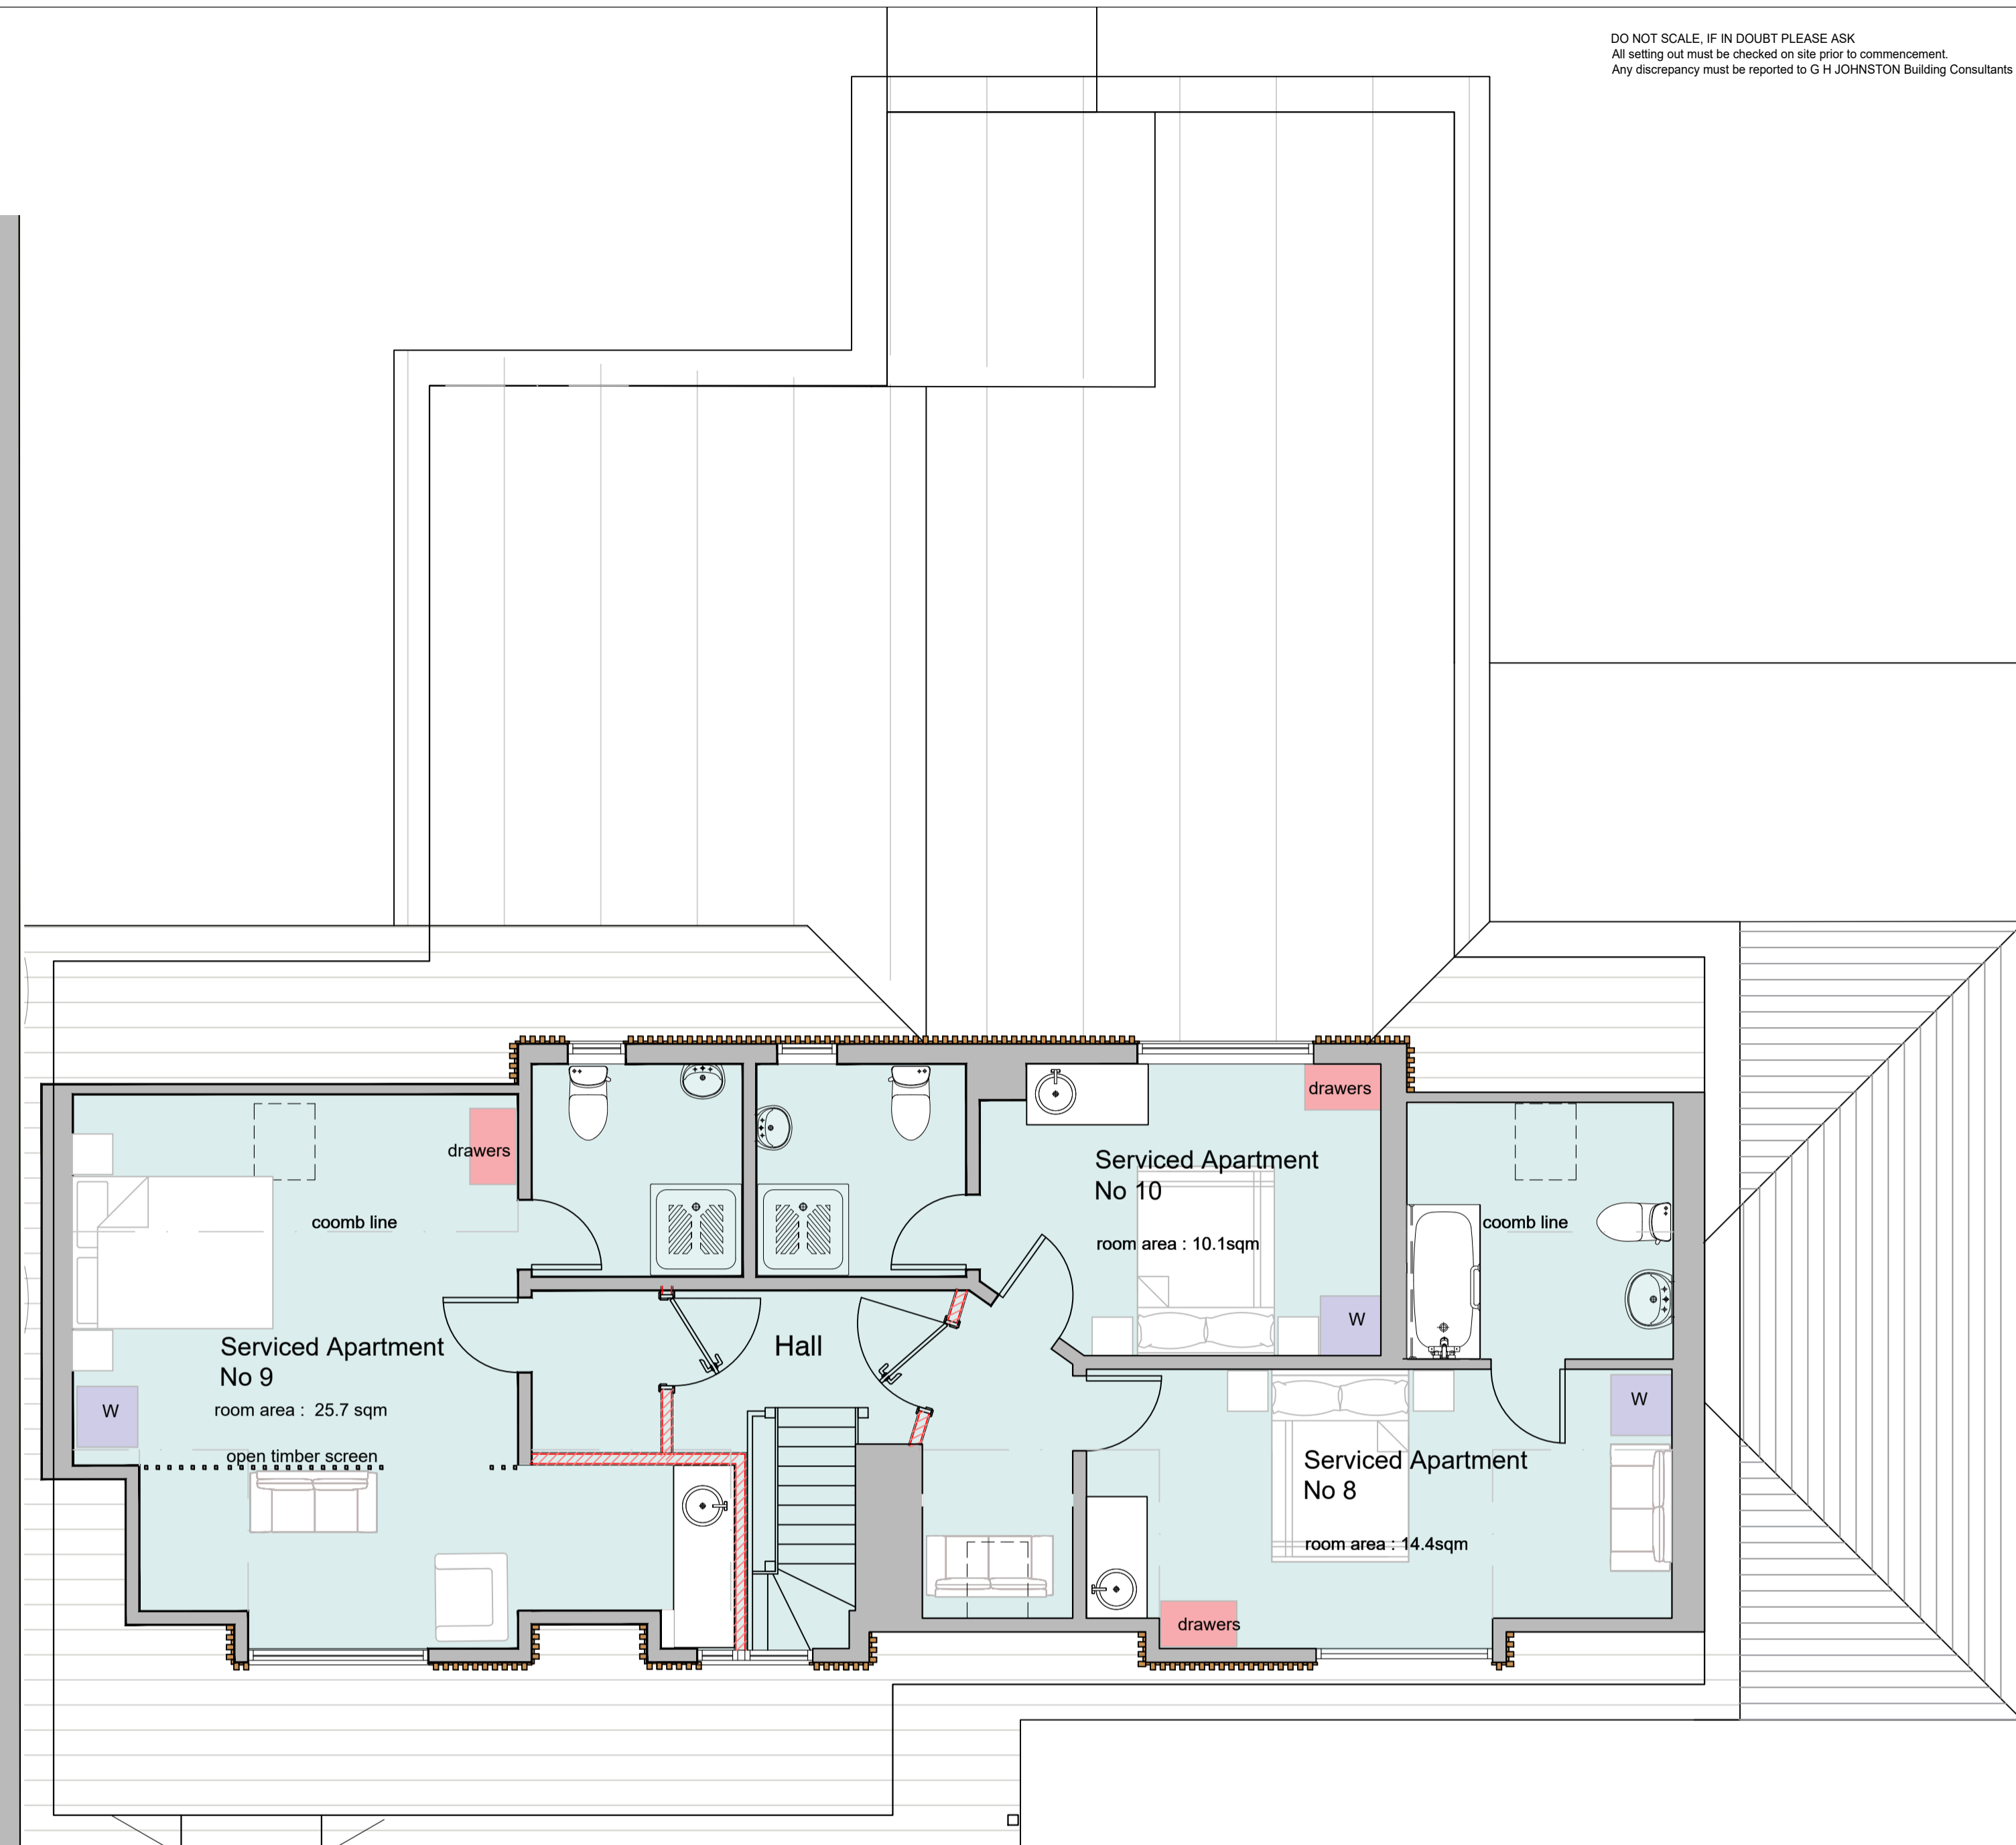 DO NOT SCALE, IF IN DOUBT PLEASE ASK
All setting out must be checked on site prior to commencement.
Any discrepancy must be reported to G H JOHNSTON Building Consultants
drawers
drawers
Serviced Apartment
No 10
room area : 10.1sqm
coomb line
coomb line
W
Hall
Serviced Apartment
No 9
room area : 25.7 sqm
W
W
open timber screen
Serviced Apartment
No 8
room area : 14.4sqm
drawers